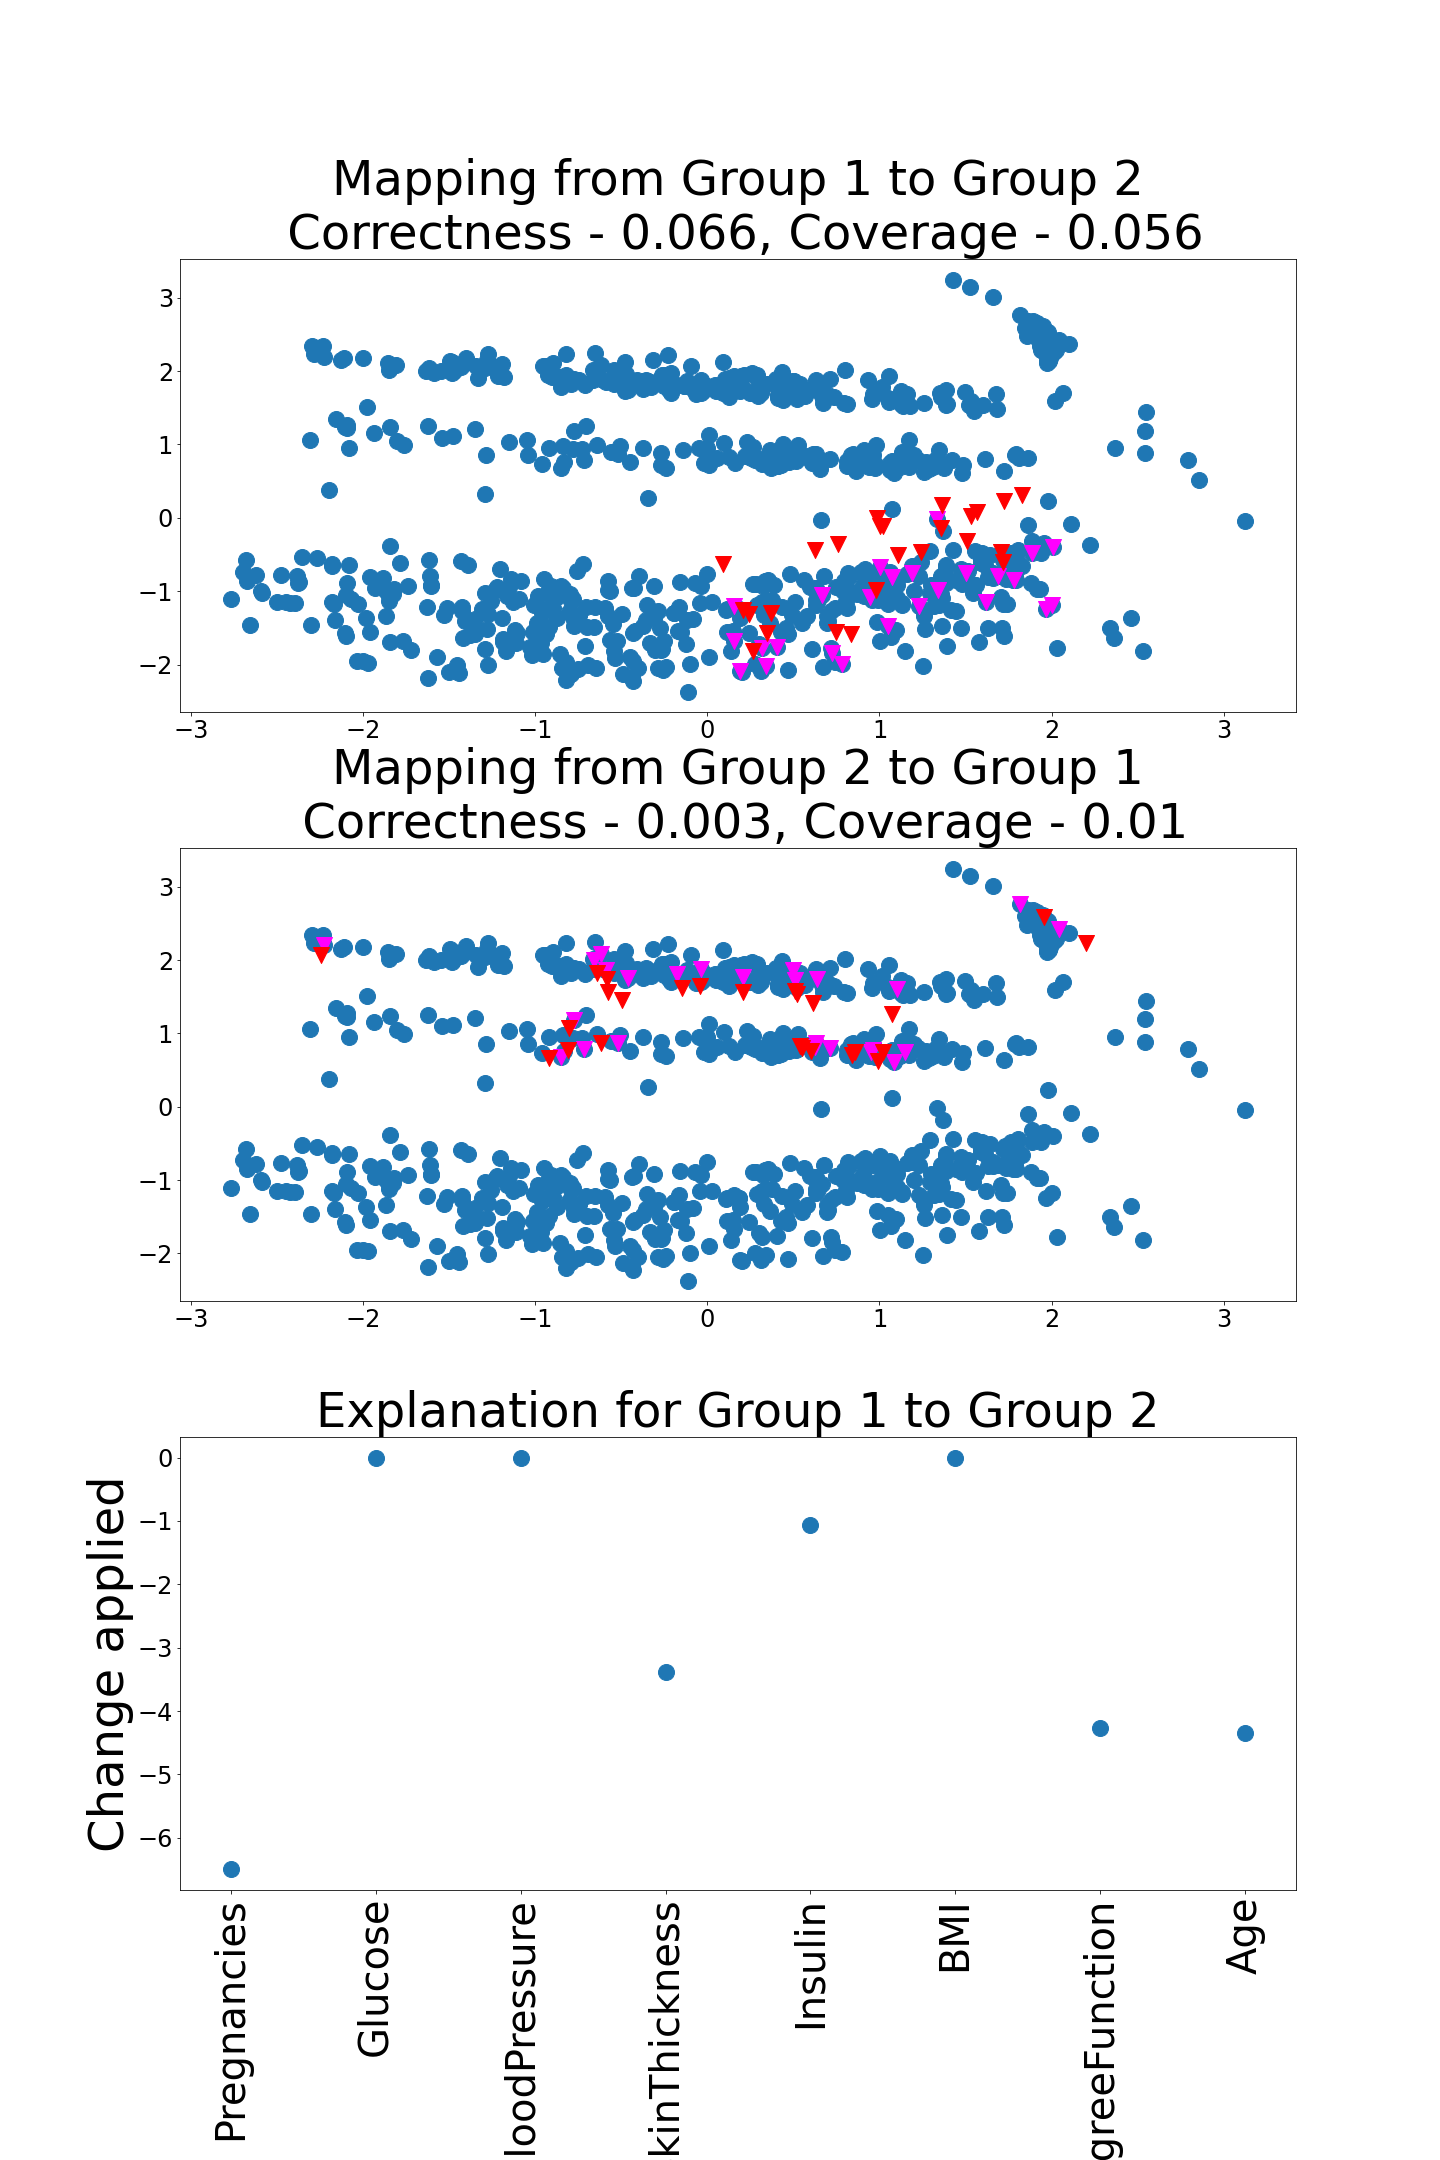 Mapping from Group 1 to Group 2
Correctness - 0.066, Coverage - 0.056
3
2
1
0
−1
−2
−3 −2 −1 0 1 2 3
Mapping from Group 2 to Group 1
Correctness - 0.003, Coverage - 0.01
3
2
1
0
−1
−2
−3 −2 −1 0 1 2 3
Explanation for Group 1 to Group 2
Change applied
0
−1
−2
−3
−4
−5
−6
Pregnancies
Glucose
loodPressure
kinThickness
Insulin
BMI
greeFunction
Age